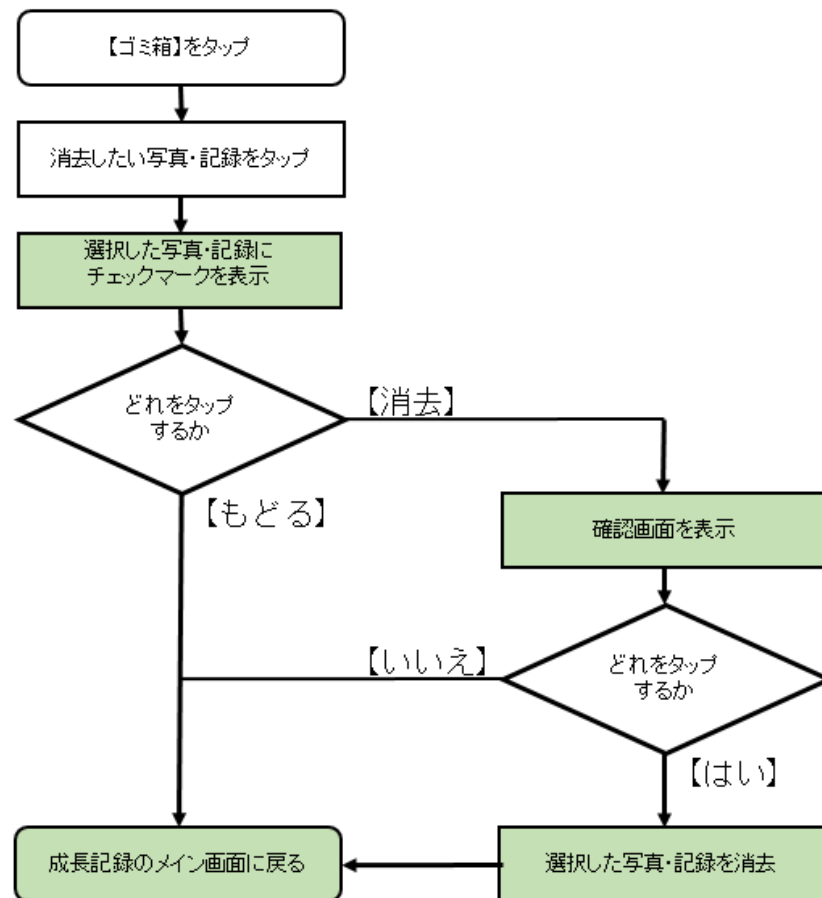 【ゴミ箱】をタップ
消去したい写真・記録をタップ
選択した写真・記録に
チェックマークを表示
どれをタップ
するか
【消去】
【もどる】
確認画面を表示
【いいえ】
どれをタップ
するか
【はい】
成長記録のメイン画面に戻る
選択した写真・記録を消去